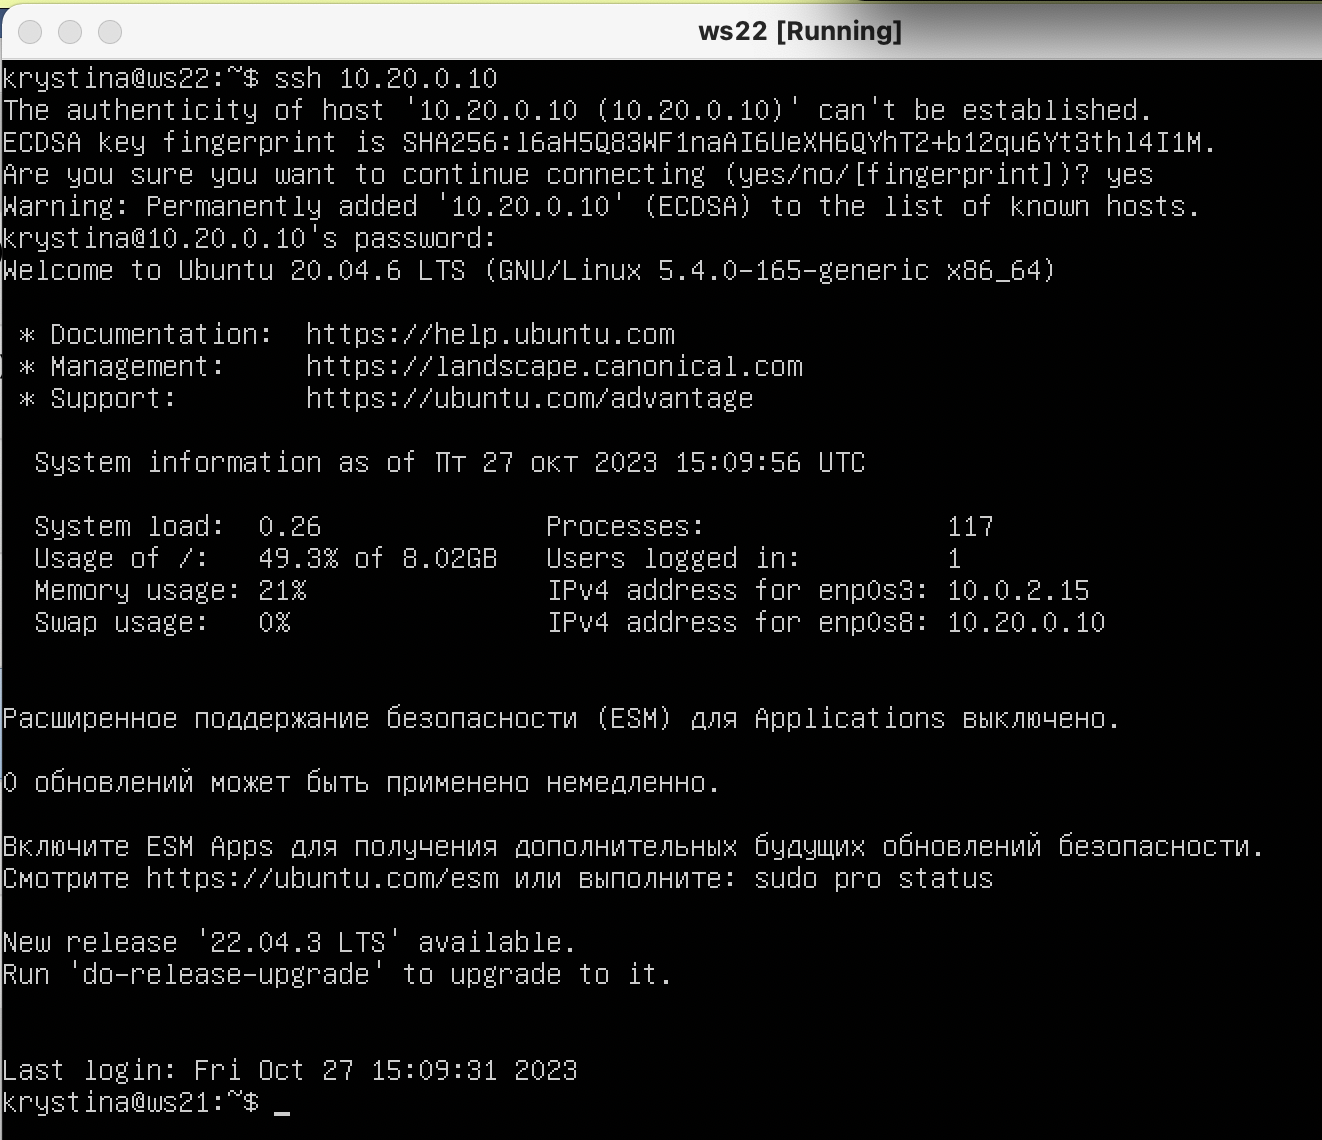 ws22 [Running]
krystina@ws22:~$ ssh 10.20.0.10
The authenticity of host '10.20.0.10 (10.20.0.10)' can't be established.
ECDSA key fingerprint is SHA256:l6aH5Q83WF1naAI6UeXH6QYhT2+b12qu6Yt3thl4I1M.
Are you sure you want to continue connecting (yes/no/[fingerprint])? yes
Warning: Permanently added '10.20.0.10' (ECDSA) to the list of known hosts.
krystina@10.20.0.10's password:
Welcome to Ubuntu 20.04.6 LTS (GNU/Linux 5.4.0-165-generic x86_64)
* Documentation:  https://help.ubuntu.com
* Management:     https://landscape.canonical.com
* Support:        https://ubuntu.com/advantage
System information as of Пт 27 окт 2023 15:09:56 UTC
System load:  0.26              Processes:               117
Usage of /:   49.3% of 8.02GB   Users logged in:         1
Memory usage: 21%               IPv4 address for enp0s3: 10.0.2.15
Swap usage:   0%                IPv4 address for enp0s8: 10.20.0.10
Расширенное поддержание безопасности (ESM) для Applications выключено.
0 обновлений может быть применено немедленно.
Включите ESM Apps для получения дополнительных будущих обновлений безопасности.
Смотрите https://ubuntu.com/esm или выполните: sudo pro status
New release '22.04.3 LTS' available.
Run 'do-release-upgrade' to upgrade to it.
Last login: Fri Oct 27 15:09:31 2023
krystina@ws21:~$ _